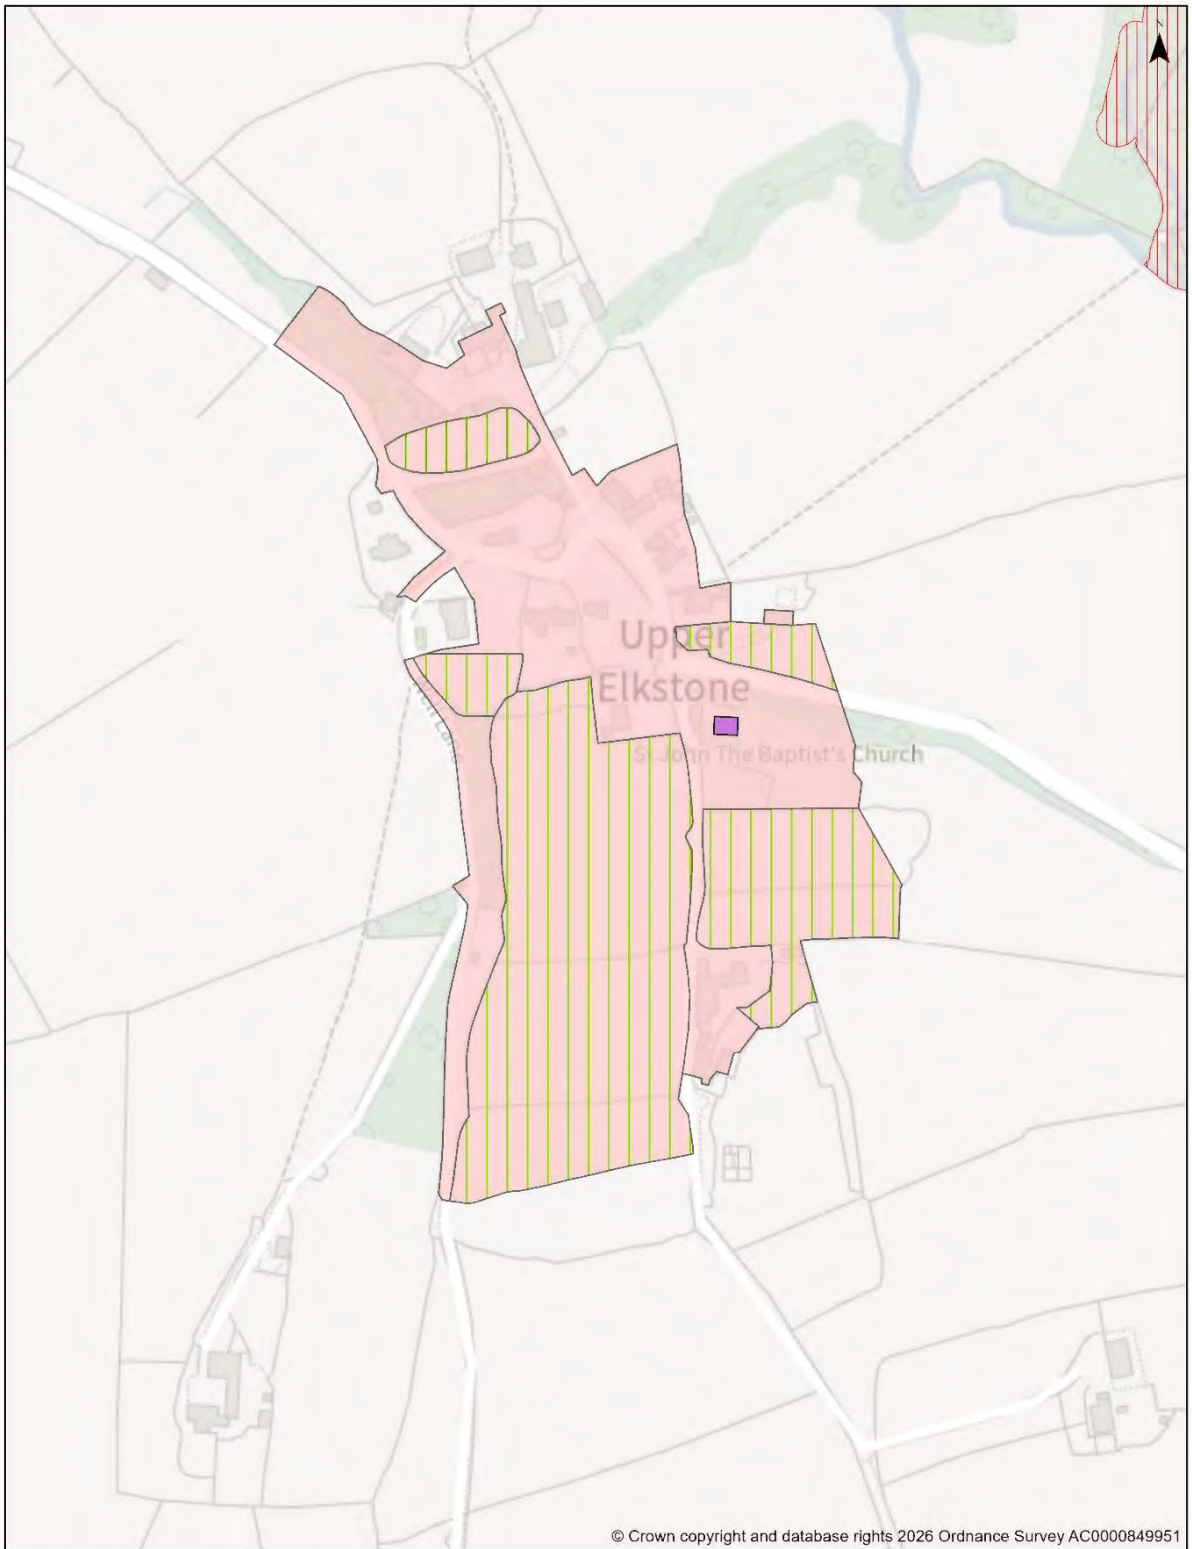 N
Upper
Elkstone
St John The Baptist's Church
© Crown copyright and database rights 2026 Ordnance Survey AC0000849951